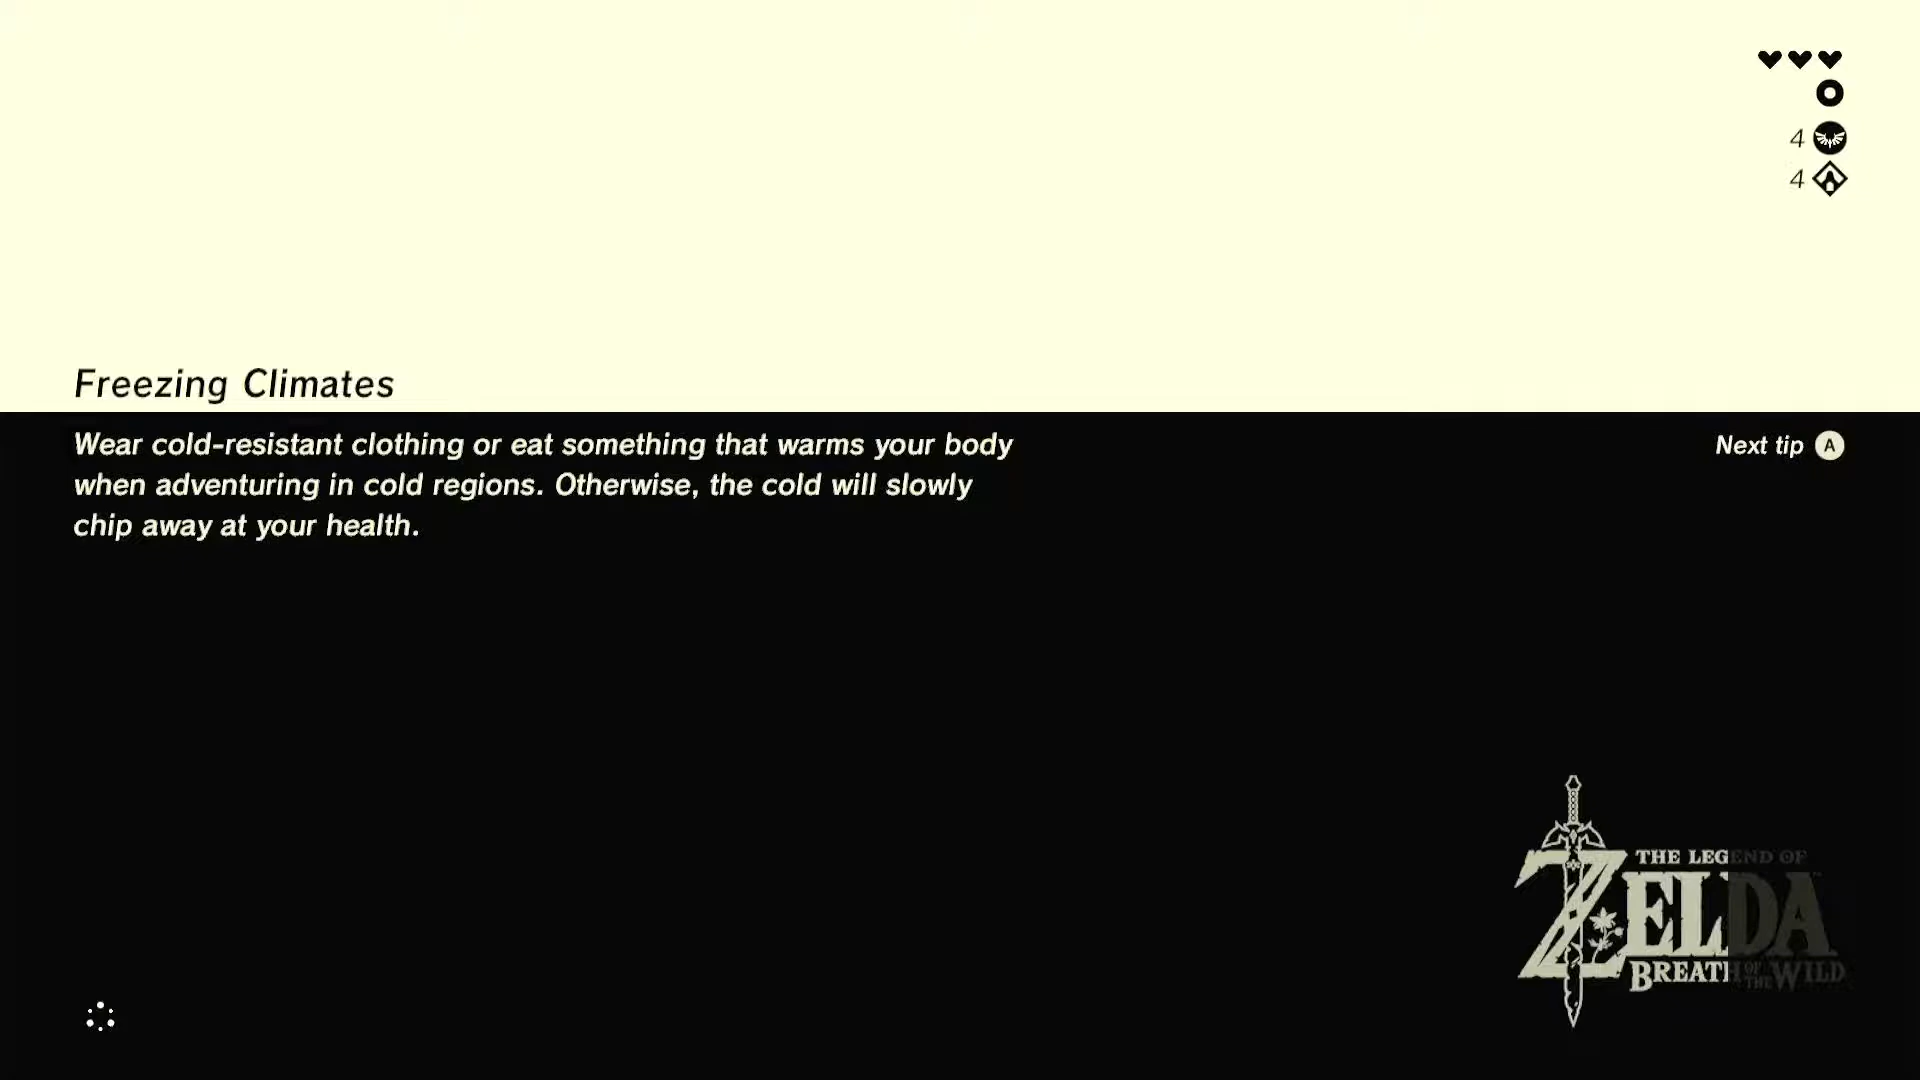 4
4
Freezing Climates
Wear cold-resistant clothing or eat something that warms your body
when adventuring in cold regions. Otherwise, the cold will slowly
chip away at your health.
Next tip A
THE LEGEND OF
ZELDA
BREATH OF THE WILD